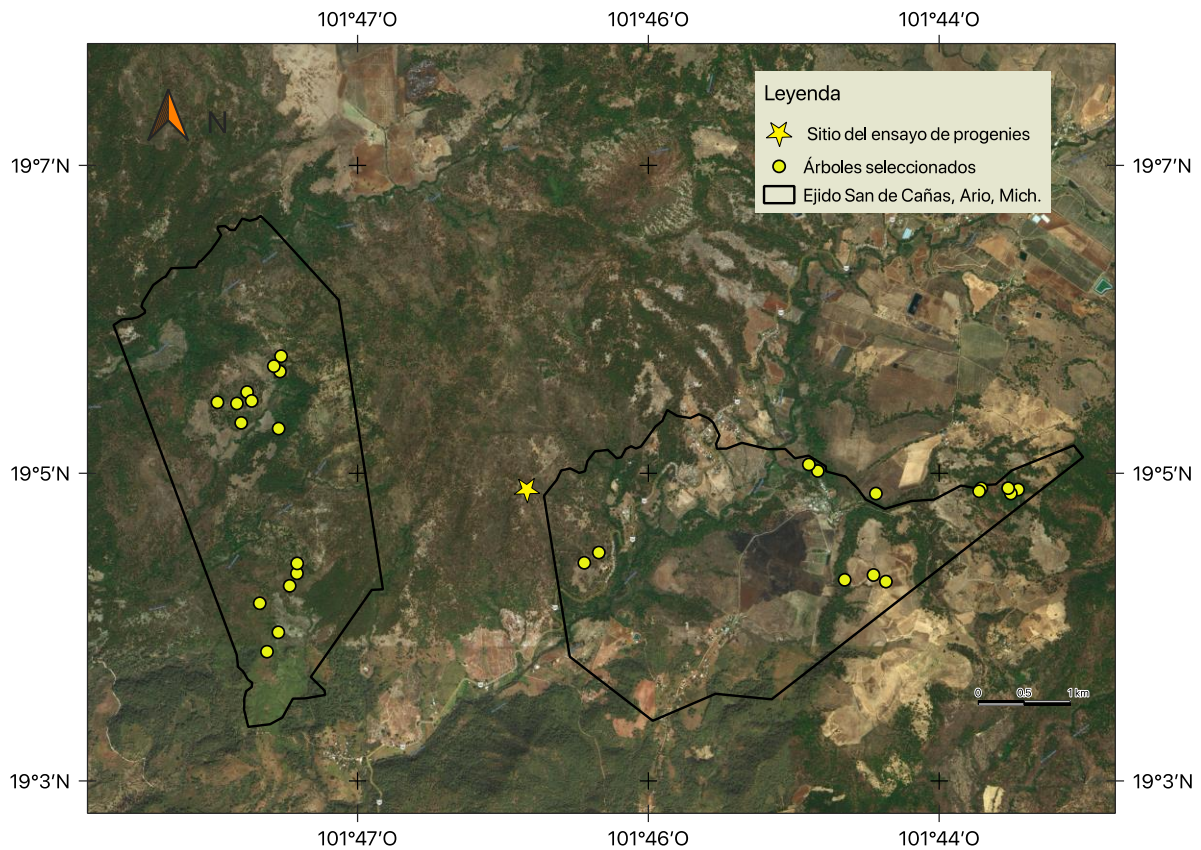 101°47′O 101°46′O 101°44′O
N
Leyenda
Sitio del ensayo de progenies
Árboles seleccionados
Ejido San de Cañas, Ario, Mich.
19°7′N 19°7′N
19°5′N 19°5′N
0 0.5 1 km
19°3′N 19°3′N
101°47′O 101°46′O 101°44′O